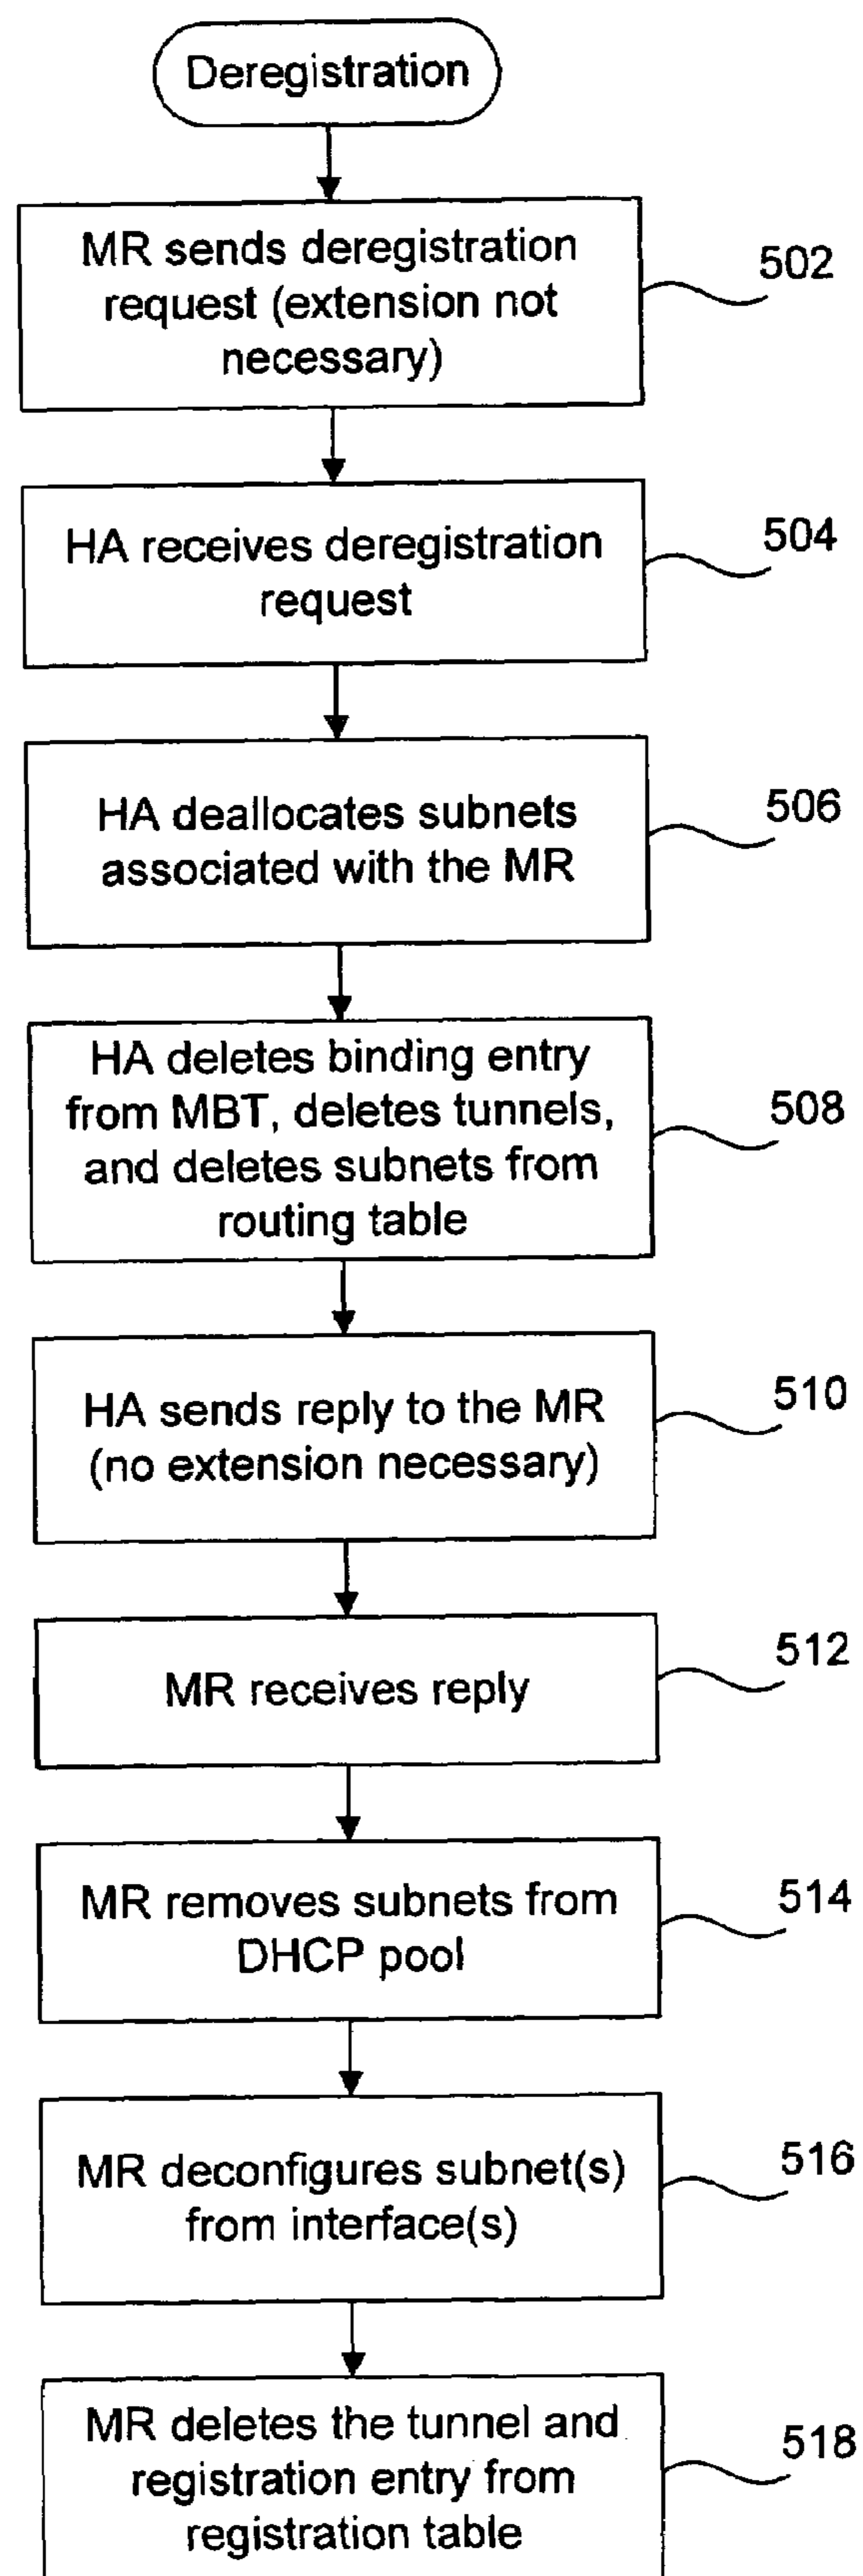 Deregistration
MR sends deregistration
request (extension not
necessary)
502
HA receives deregistration
request
504
HA deallocates subnets
associated with the MR
506
HA deletes binding entry
from MBT, deletes tunnels,
and deletes subnets from
routing table
508
HA sends reply to the MR
(no extension necessary)
510
MR receives reply
512
MR removes subnets from
DHCP pool
514
MR deconfigures subnet(s)
from interface(s)
516
MR deletes the tunnel and
registration entry from
registration table
518